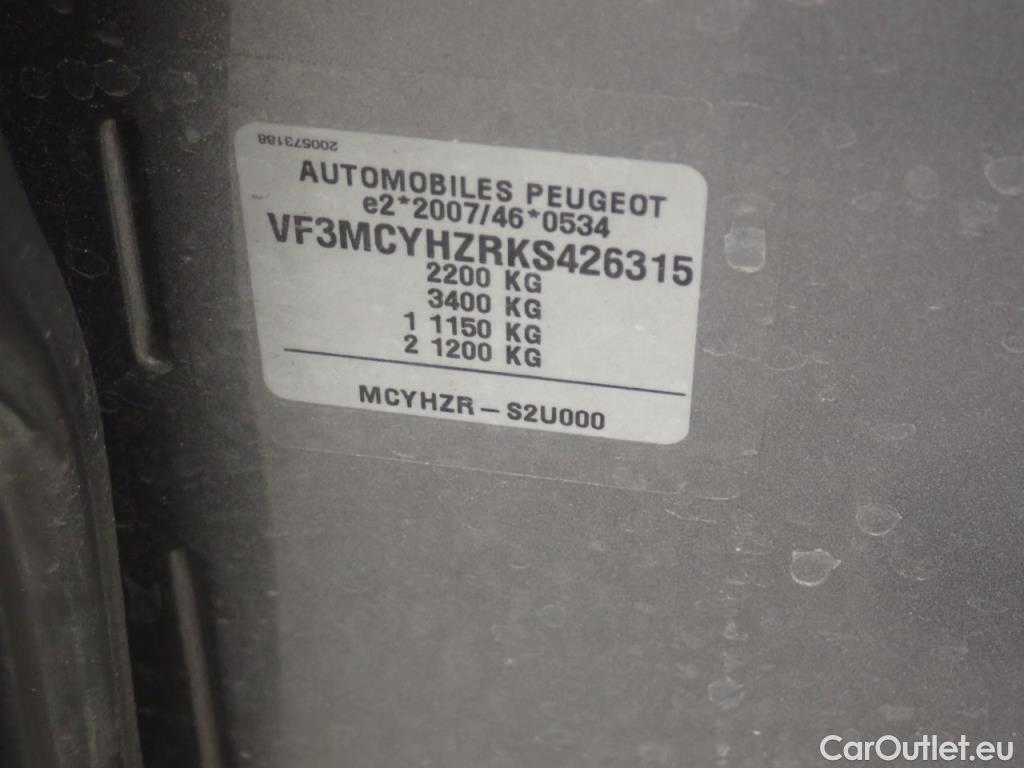 200573188
AUTOMOBILES PEUGEOT
e2*2007/46*0534
VF3MCYHZRKS426315
2200 KG
3400 KG
1 1150 KG
2 1200 KG
MCYHZR – S2U000
CarOutlet.eu